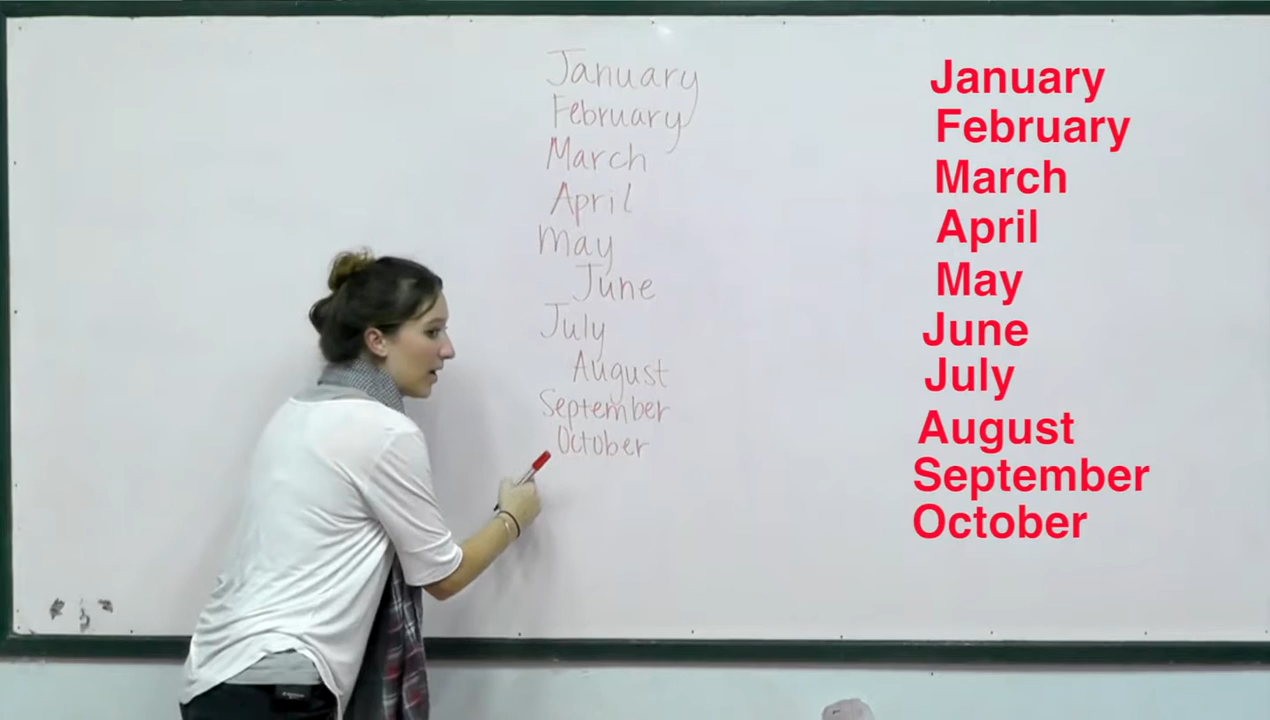 January
February
March
April
May
June
July
August
September
October
January
February
March
April
May
June
July
August
September
October